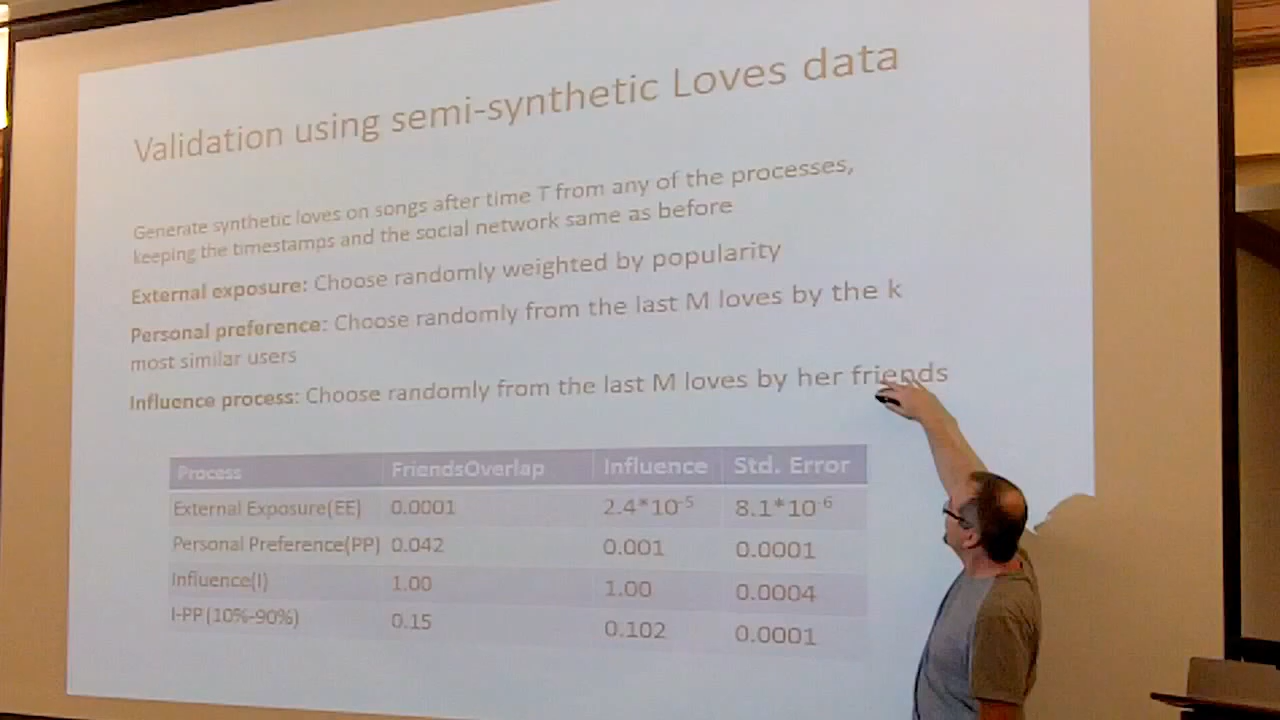 Validation using semi-synthetic Loves data
Generate synthetic loves on songs after time T from any of the processes,
keeping the timestamps and the social network same as before
External exposure: Choose randomly weighted by popularity
Personal preference: Choose randomly from the last M loves by the k
most similar users
Influence process: Choose randomly from the last M loves by her friends
Process FriendsOverlap Influence Std. Error
External Exposure(EE) 0.0001 2.4*10⁻⁵ 8.1*10⁻⁶
Personal Preference(PP) 0.042 0.001 0.0001
Influence(I) 1.00 1.00 0.0004
I-PP(10%-90%) 0.15 0.102 0.0001